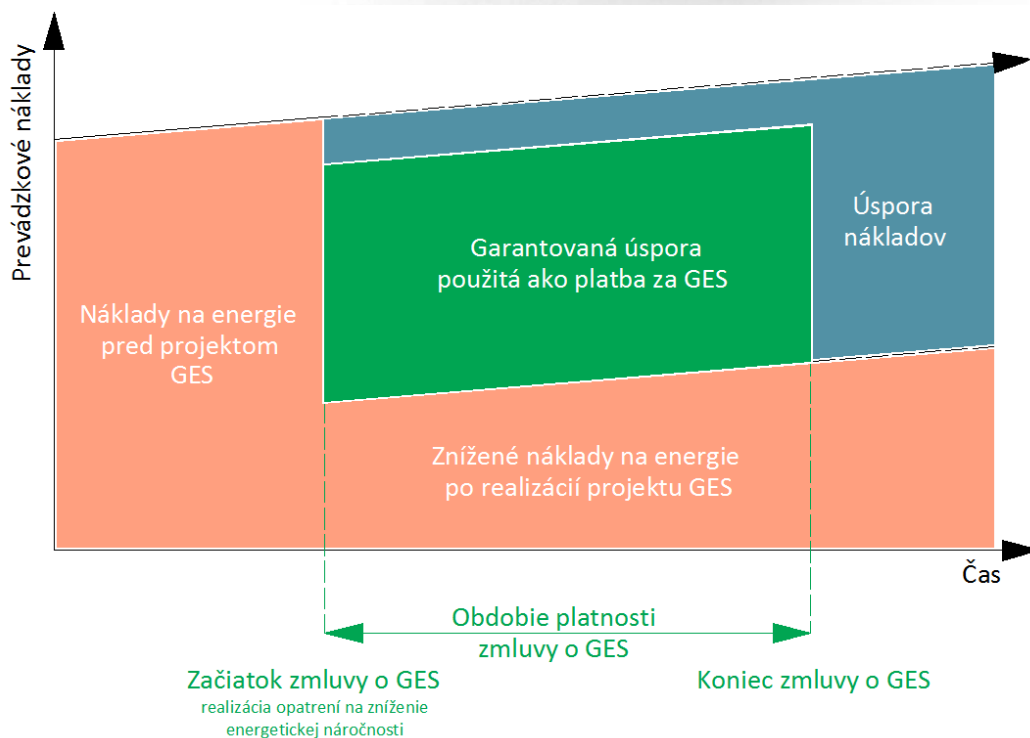 Prevádzkové náklady
Úspora
nákladov
Garantovaná úspora
použitá ako platba za GES
Náklady na energie
pred projektom
GES
Znížené náklady na energie
po realizácií projektu GES
Čas
Obdobie platnosti
zmluvy o GES
Začiatok zmluvy o GES
realizácia opatrení na zníženie
energetickej náročnosti
Koniec zmluvy o GES